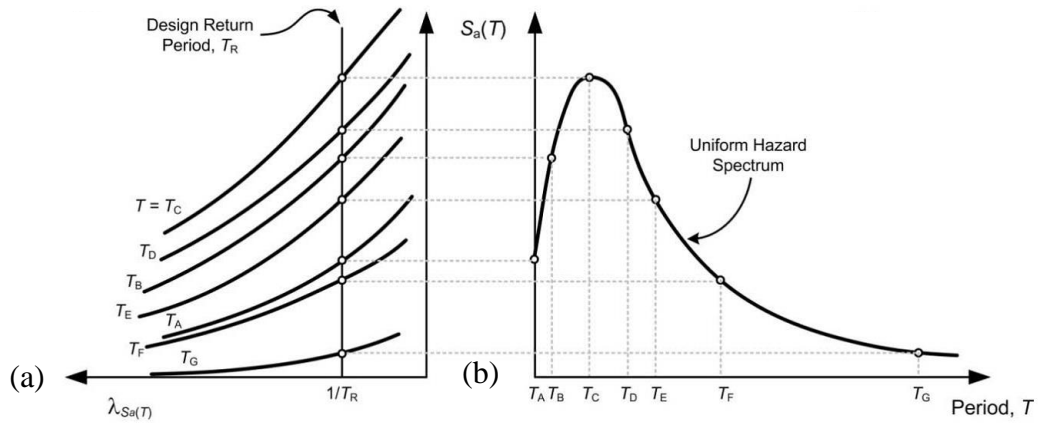 Design Return
Period, T_R
S_a(T)
Uniform Hazard
Spectrum
T = T_C
T_D
T_B
T_E
T_A
T_F
T_G
(a)
λ_Sa(T)
1/T_R
(b)
T_A T_B T_C T_D T_E T_F T_G
Period, T